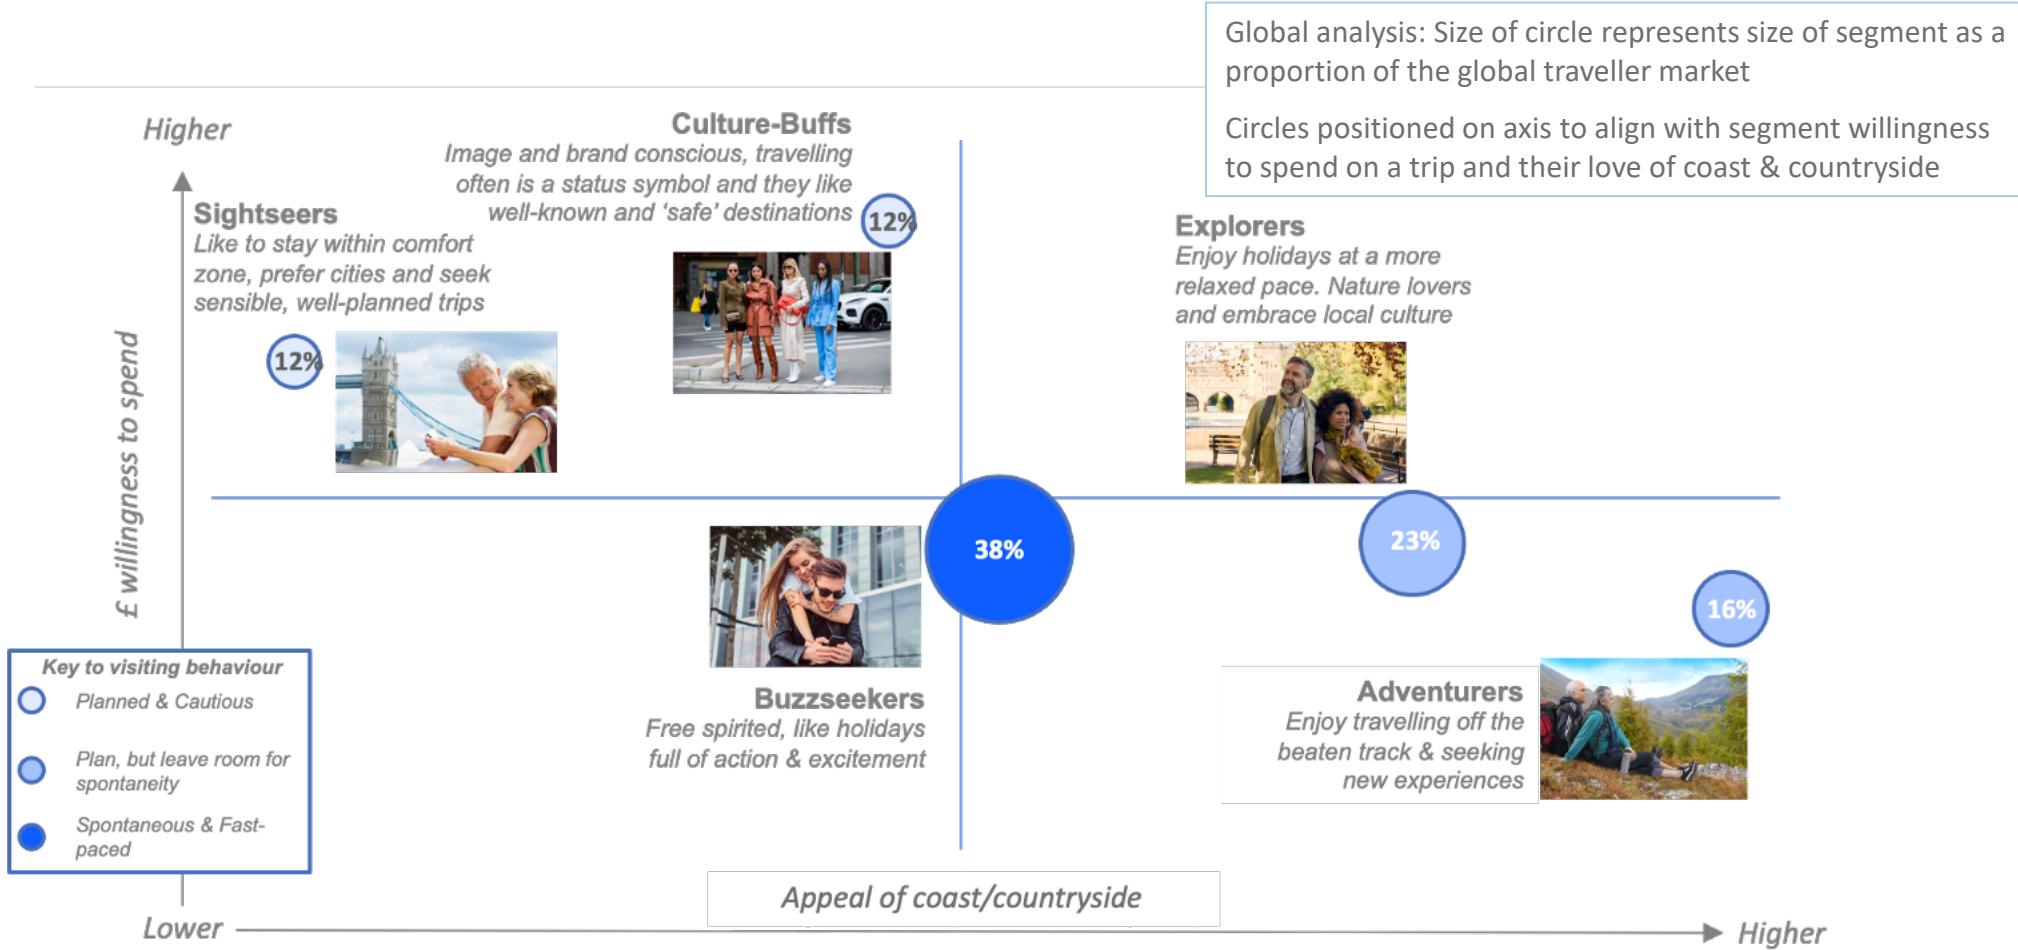 Global analysis: Size of circle represents size of segment as a
proportion of the global traveller market
Circles positioned on axis to align with segment willingness
to spend on a trip and their love of coast & countryside
Higher
Culture-Buffs
Image and brand conscious, travelling
often is a status symbol and they like
well-known and ‘safe’ destinations
12%
Sightseers
Like to stay within comfort
zone, prefer cities and seek
sensible, well-planned trips
12%
Explorers
Enjoy holidays at a more
relaxed pace. Nature lovers
and embrace local culture
£ willingness to spend
38%
23%
16%
Buzzseekers
Free spirited, like holidays
full of action & excitement
Adventurers
Enjoy travelling off the
beaten track & seeking
new experiences
Key to visiting behaviour
Planned & Cautious
Plan, but leave room for
spontaneity
Spontaneous & Fast-
paced
Appeal of coast/countryside
Lower
Higher